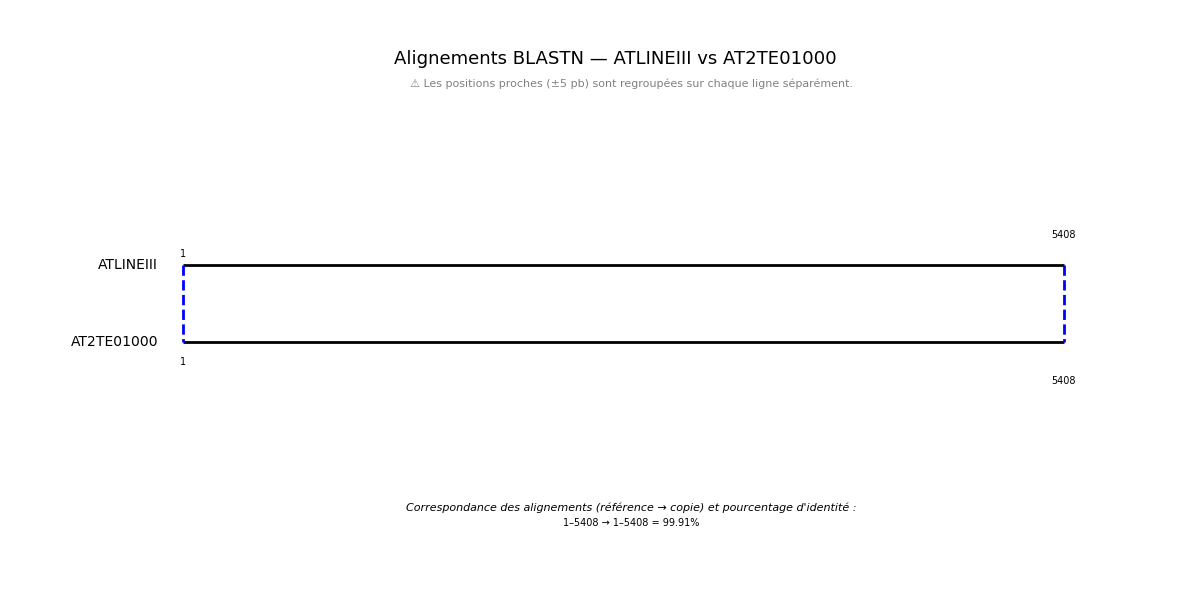 Alignements BLASTN — ATLINEIII vs AT2TE01000
⚠ Les positions proches (±5 pb) sont regroupées sur chaque ligne séparément.
5408
1
ATLINEIII
AT2TE01000
1
5408
Correspondance des alignements (référence → copie) et pourcentage d'identité :
1–5408 → 1–5408 = 99.91%